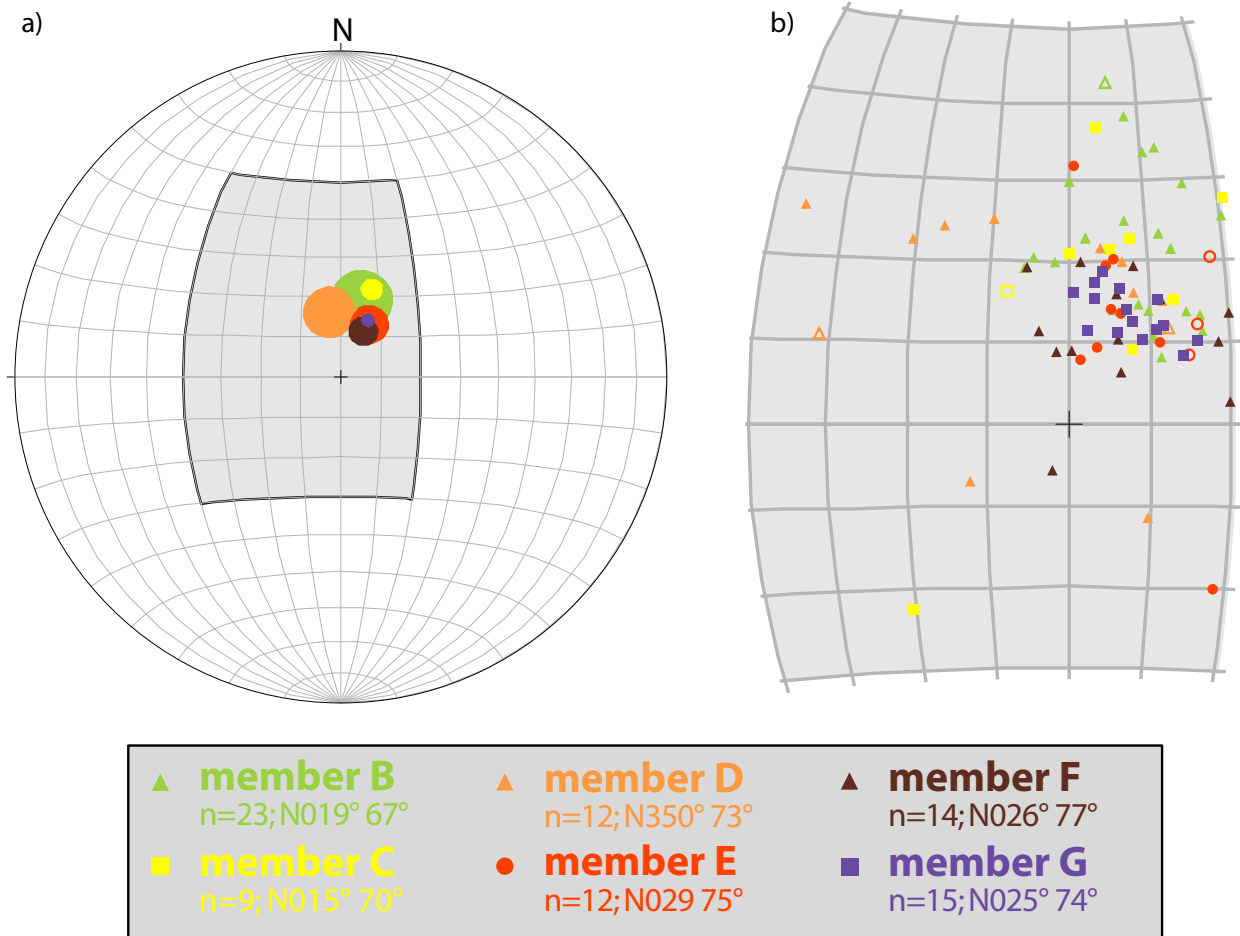 a)
N
b)
member B
n=23; N019° 67°
member D
n=12; N350° 73°
member F
n=14; N026° 77°
member C
n=9; N015° 70°
member E
n=12; N029 75°
member G
n=15; N025° 74°